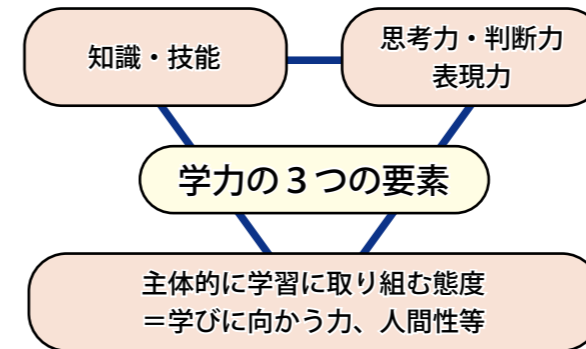 知識・技能
思考力・判断力
表現力
学力の３つの要素
主体的に学習に取り組む態度
＝学びに向かう力、人間性等